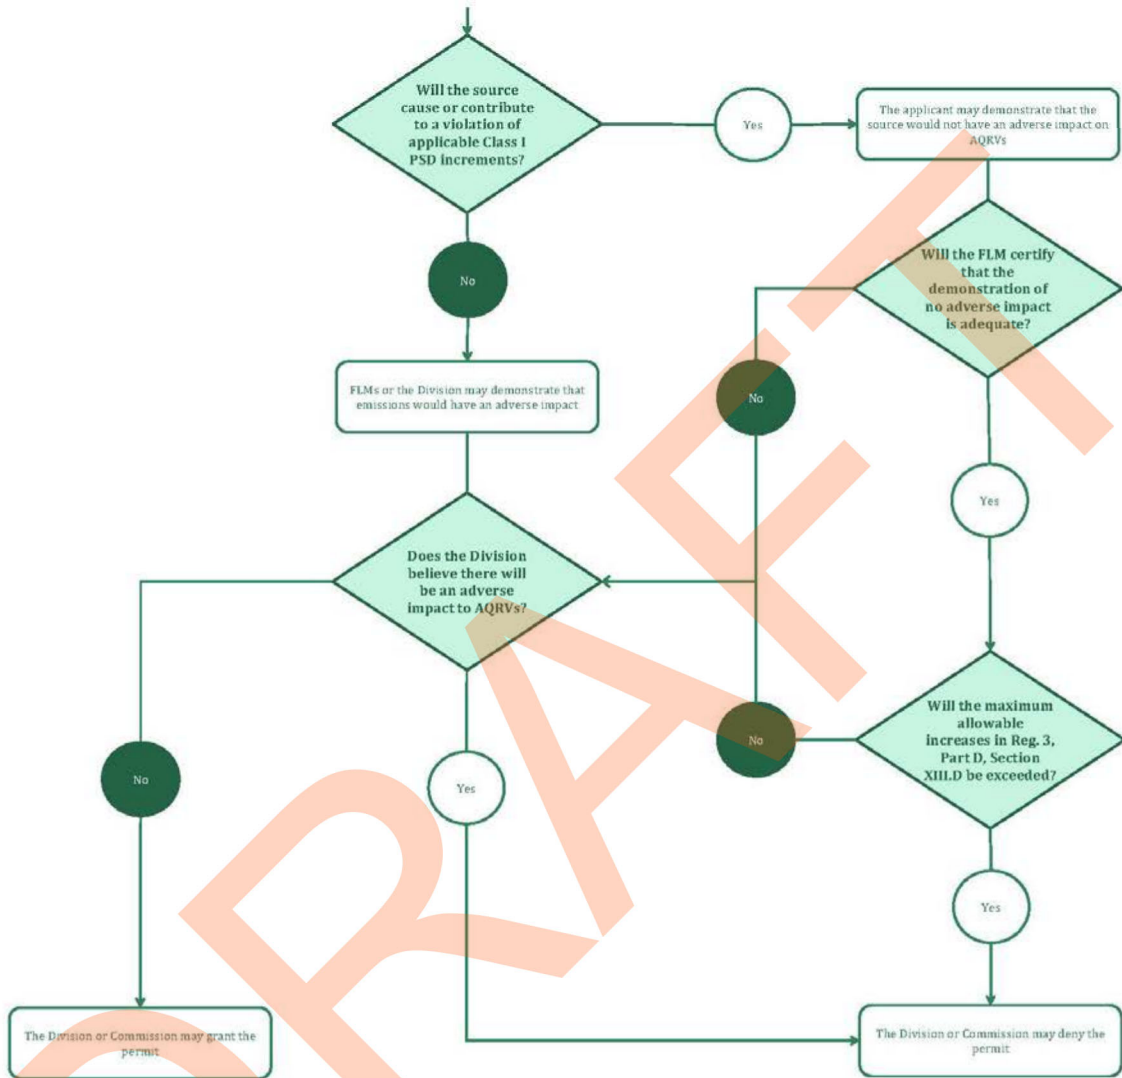 Will the source
cause or contribute
to a violation of
applicable Class I
PSD increments?
Yes
The applicant may demonstrate that the
source would not have an adverse impact on
AQRVs
No
Will the FLM certify
that the
demonstration of
no adverse impact
is adequate?
FLMs or the Division may demonstrate that
emissions would have an adverse impact
No
Yes
Does the Division
believe there will
be an adverse
impact to AQRVs?
Will the maximum
allowable
increases in Reg. 3,
Part D, Section
XIII.D be exceeded?
No
No
Yes
Yes
The Division or Commission may grant the
permit
The Division or Commission may deny the
permit
DRAFT